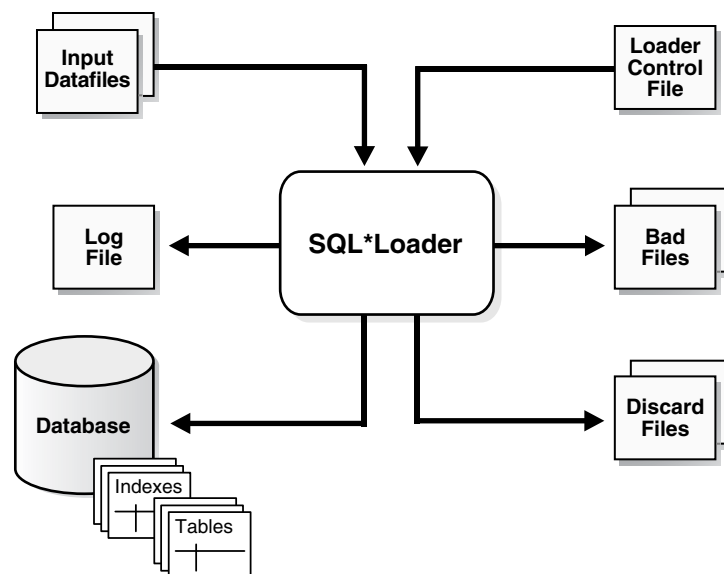 Input
Datafiles
Loader
Control
File
Log
File
SQL*Loader
Bad
Files
Database
Discard
Files
Indexes
Tables